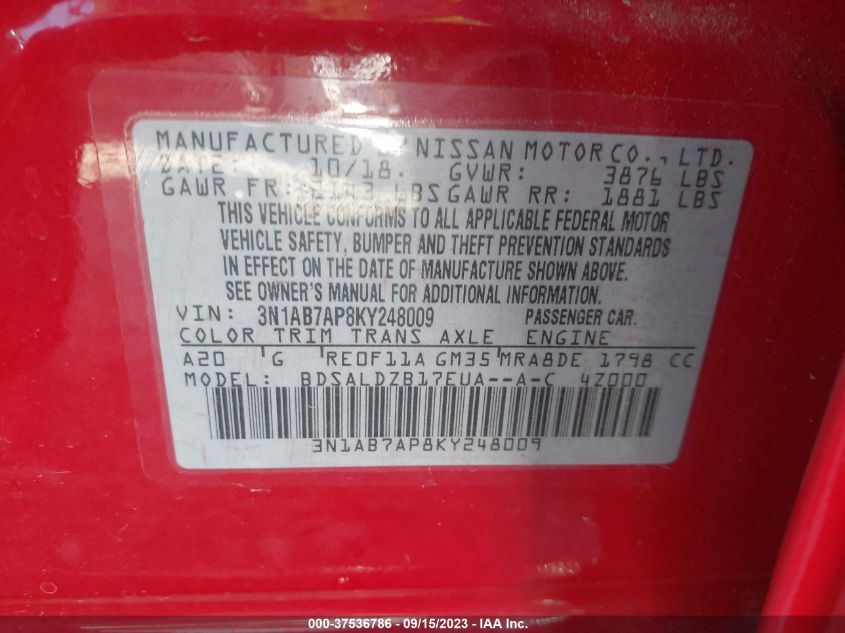 MANUFACTURED BY NISSAN MOTOR CO., LTD.
DATE: 10/18. GVWR: 3876 LBS
GAWR FR: LBS GAWR RR: 1881 LBS
THIS VEHICLE CONFORMS TO ALL APPLICABLE FEDERAL MOTOR
VEHICLE SAFETY, BUMPER AND THEFT PREVENTION STANDARDS
IN EFFECT ON THE DATE OF MANUFACTURE SHOWN ABOVE.
SEE OWNER'S MANUAL FOR ADDITIONAL INFORMATION.
VIN: 3N1AB7AP8KY248009 PASSENGER CAR.
COLOR TRIM TRANS AXLE ENGINE
A20 G RE0F11A GM35 MRA8DE 1798 CC
MODEL: BDSALDZB17EUA--A-C 4Z000
3N1AB7AP8KY248009
000-37536786 - 09/15/2023 - IAA Inc.